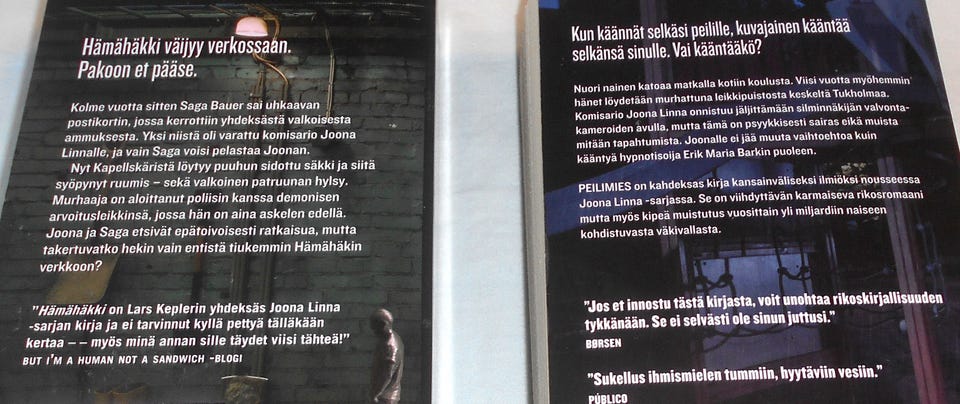 Hämähäkki väijyy verkossaan.
Pakoon et pääse.
Kolme vuotta sitten Saga Bauer sai uhkaavan
postikortin, jossa kerrottiin yhdeksästä valkoisesta
ammuksesta. Yksi niistä oli varattu komisario Joona
Linnalle, ja vain Saga voisi pelastaa Joonan.
Nyt Kapellskäristä löytyy puuhun sidottu säkki ja siitä
syöpynyt ruumis – sekä valkoinen patruunan hylsy.
Murhaaja on aloittanut poliisin kanssa demonisen
arvoitusleikkinsä, jossa hän on aina askelen edellä.
Joona ja Saga etsivät epätoivoisesti ratkaisua, mutta
takertuvatko hekin vain entistä tiukemmin Hämähäkin
verkkoon?
"Hämähäkki on Lars Keplerin yhdeksäs Joona Linna
-sarjan kirja ja ei tarvinnut kyllä pettyä tälläkään
kertaa – – myös minä annan sille täydet viisi tähteä!"
BUT I'M A HUMAN NOT A SANDWICH -BLOGI
Kun käännät selkäsi peilille, kuvajainen kääntää
selkänsä sinulle. Vai kääntääkö?
Nuori nainen katoaa matkalla kotiin koulusta. Viisi vuotta myöhemmin
hänet löydetään murhattuna leikkipuistosta keskeltä Tukholmaa.
Komisario Joona Linna onnistuu jäljittämään silminnäkijän valvonta-
kameroiden avulla, mutta tämä on psyykkisesti sairas eikä muista
mitään tapahtumista. Joonalle ei jää muuta vaihtoehtoa kuin
kääntyä hypnotisoija Erik Maria Barkin puoleen.
PEILIMIES on kahdeksas kirja kansainväliseksi ilmiöksi nousseessa
Joona Linna -sarjassa. Se on viihdyttävän karmaiseva rikosromaani
mutta myös kipeä muistutus vuosittain yli miljardiin naiseen
kohdistuvasta väkivallasta.
"Jos et innostu tästä kirjasta, voit unohtaa rikoskirjallisuuden
tykkänään. Se ei selvästi ole sinun juttusi."
BØRSEN
"Sukellus ihmismielen tummiin, hyytäviin vesiin."
PÚBLICO